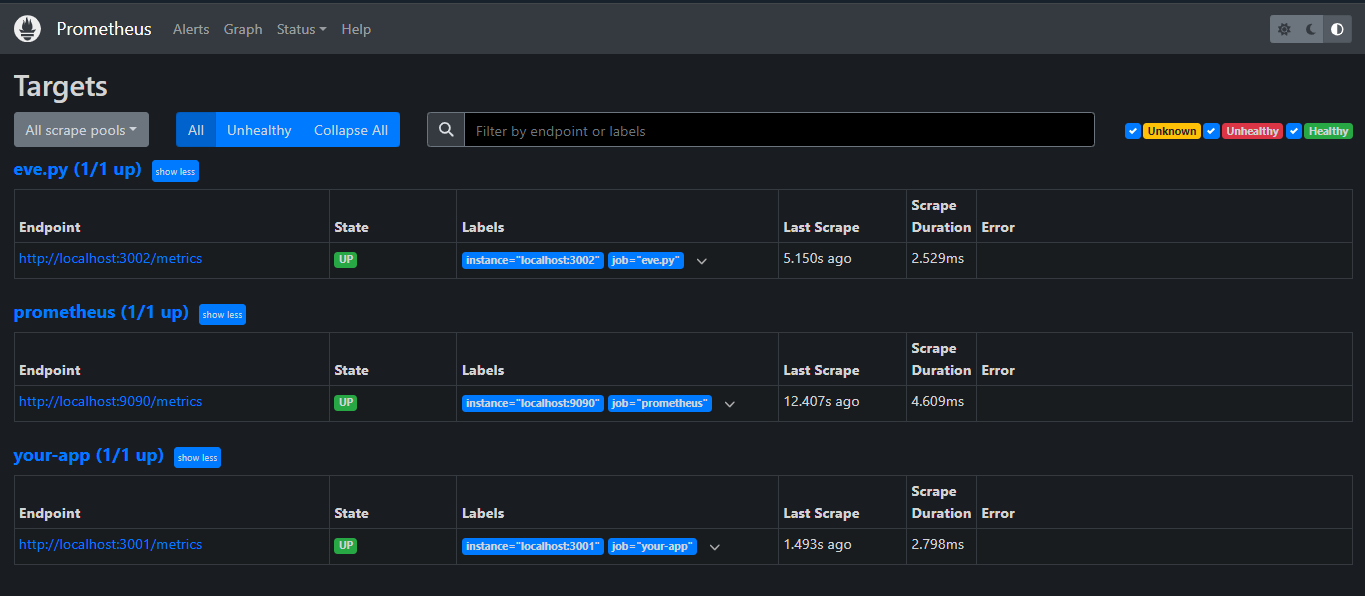 Prometheus Alerts Graph Status Help
Targets
All scrape pools All Unhealthy Collapse All Filter by endpoint or labels Unknown Unhealthy Healthy
eve.py (1/1 up) show less
Endpoint State Labels Last Scrape Scrape Duration Error
http://localhost:3002/metrics UP instance="localhost:3002" job="eve.py" 5.150s ago 2.529ms
prometheus (1/1 up) show less
Endpoint State Labels Last Scrape Scrape Duration Error
http://localhost:9090/metrics UP instance="localhost:9090" job="prometheus" 12.407s ago 4.609ms
your-app (1/1 up) show less
Endpoint State Labels Last Scrape Scrape Duration Error
http://localhost:3001/metrics UP instance="localhost:3001" job="your-app" 1.493s ago 2.798ms